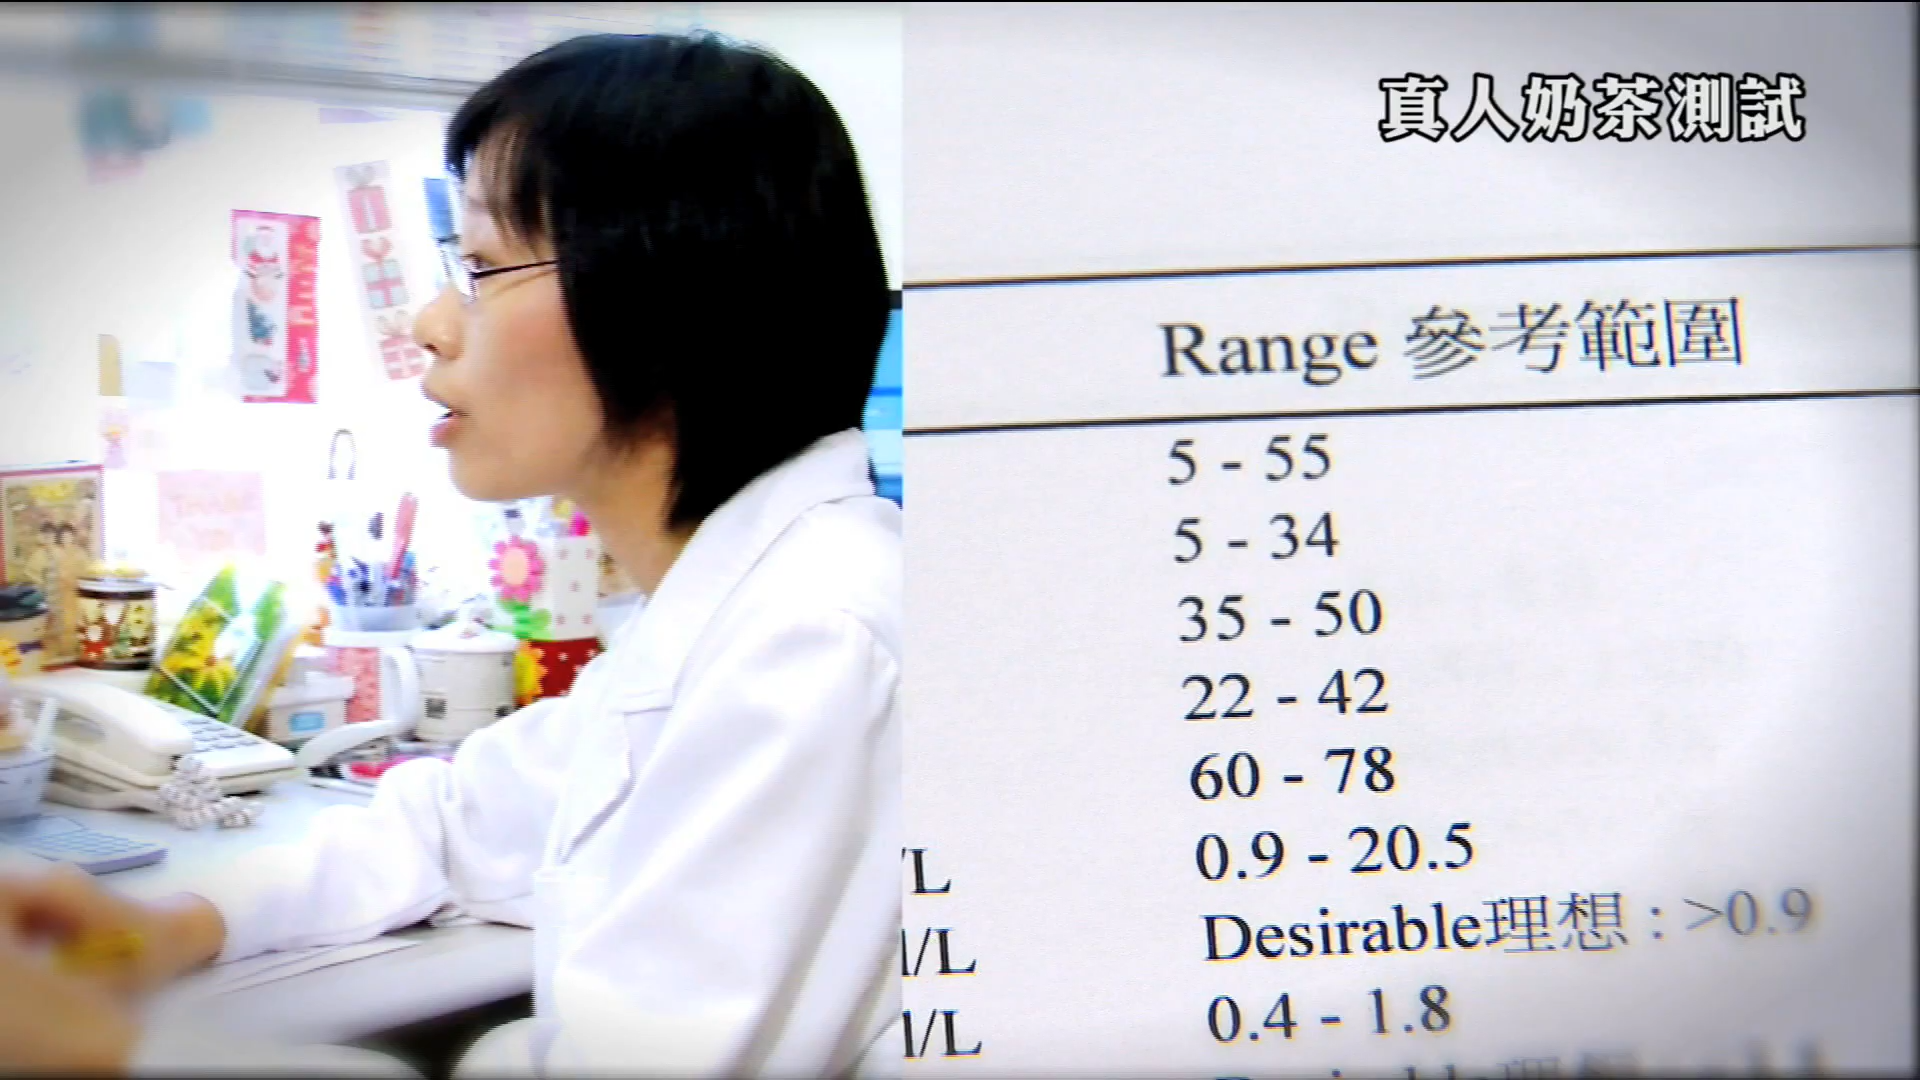 真人奶茶測試
Range 參考範圍
5 - 55
5 - 34
35 - 50
22 - 42
60 - 78
/L 0.9 - 20.5
l/L Desirable理想 : >0.9
l/L 0.4 - 1.8